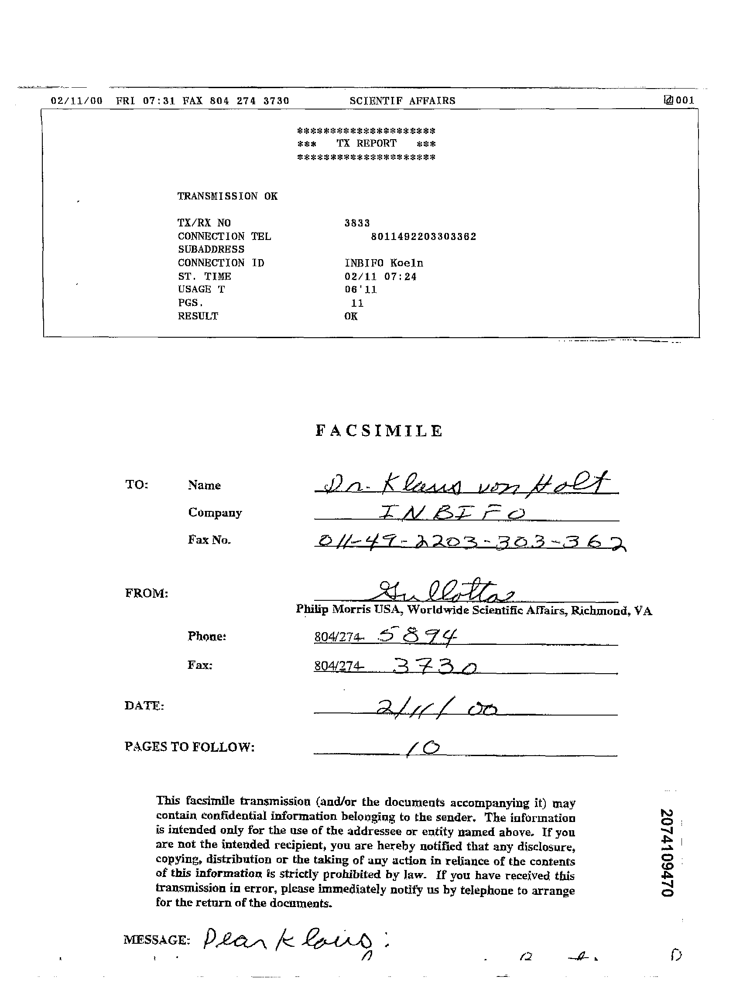 02/11/00 FRI 07:31 FAX 804 274 3730 SCIENTIF AFFAIRS 001
*********************
*** TX REPORT ***
*********************
TRANSMISSION OK
TX/RX NO 3833
CONNECTION TEL 8011492203303362
SUBADDRESS
CONNECTION ID INBIFO Koeln
ST. TIME 02/11 07:24
USAGE T 06'11
PGS. 11
RESULT OK
FACSIMILE
TO: Name Dr. Klaus von Holt
Company INBIFO
Fax No. 011-49-2203-303-362
FROM: Gullotta
Philip Morris USA, Worldwide Scientific Affairs, Richmond, VA
Phone: 804/274- 5894
Fax: 804/274- 3730
DATE: 2/11/00
PAGES TO FOLLOW: 10
This facsimile transmission (and/or the documents accompanying it) may
contain confidential information belonging to the sender. The information
is intended only for the use of the addressee or entity named above. If you
are not the intended recipient, you are hereby notified that any disclosure,
copying, distribution or the taking of any action in reliance of the contents
of this information is strictly prohibited by law. If you have received this
transmission in error, please immediately notify us by telephone to arrange
for the return of the documents.
2074109470
MESSAGE: Dear Klaus: